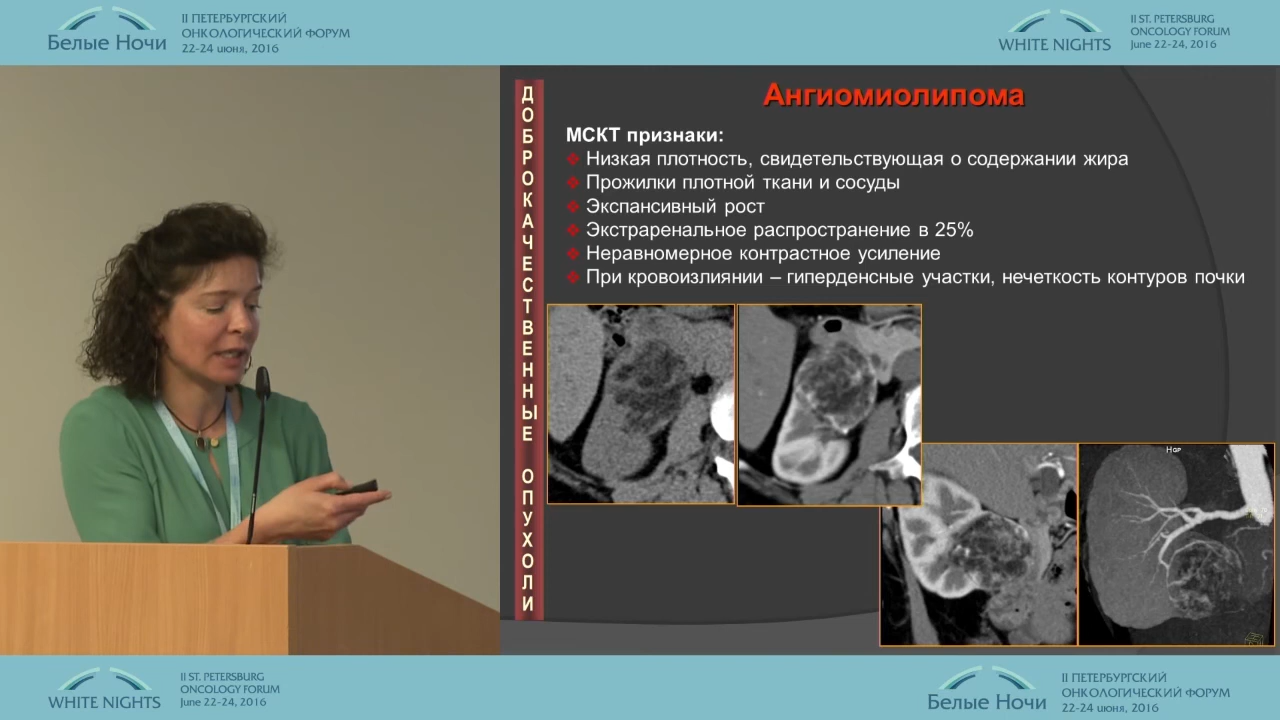 Белые Ночи
II ПЕТЕРБУРГСКИЙ
ОНКОЛОГИЧЕСКИЙ ФОРУМ
22-24 июня, 2016
WHITE NIGHTS
II ST. PETERSBURG
ONCOLOGY FORUM
June 22-24, 2016
ДОБРОКАЧЕСТВЕННЫЕ ОПУХОЛИ
Ангиомиолипома
МСКТ признаки:
❖ Низкая плотность, свидетельствующая о содержании жира
❖ Прожилки плотной ткани и сосуды
❖ Экспансивный рост
❖ Экстраренальное распространение в 25%
❖ Неравномерное контрастное усиление
❖ При кровоизлиянии – гиперденсные участки, нечеткость контуров почки
WHITE NIGHTS
II ST. PETERSBURG
ONCOLOGY FORUM
June 22-24, 2016
Белые Ночи
II ПЕТЕРБУРГСКИЙ
ОНКОЛОГИЧЕСКИЙ ФОРУМ
22-24 июня, 2016